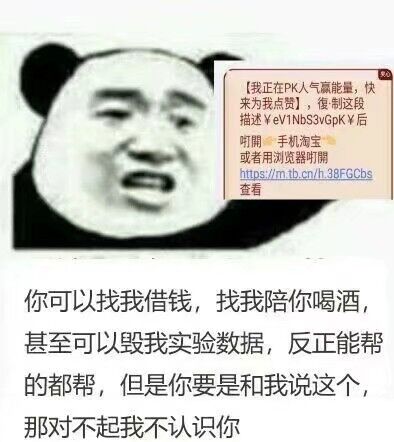 夹心
【我正在PK人气赢能量，快
来为我点赞】，復·制这段
描述￥eV1NbS3vGpK￥后
咑開👉手机淘宝👈
或者用浏览器咑開
https://m.tb.cn/h.38FGCbs
查看
你可以找我借钱，找我陪你喝酒，
甚至可以毁我实验数据，反正能帮
的都帮，但是你要是和我说这个，
那对不起我不认识你